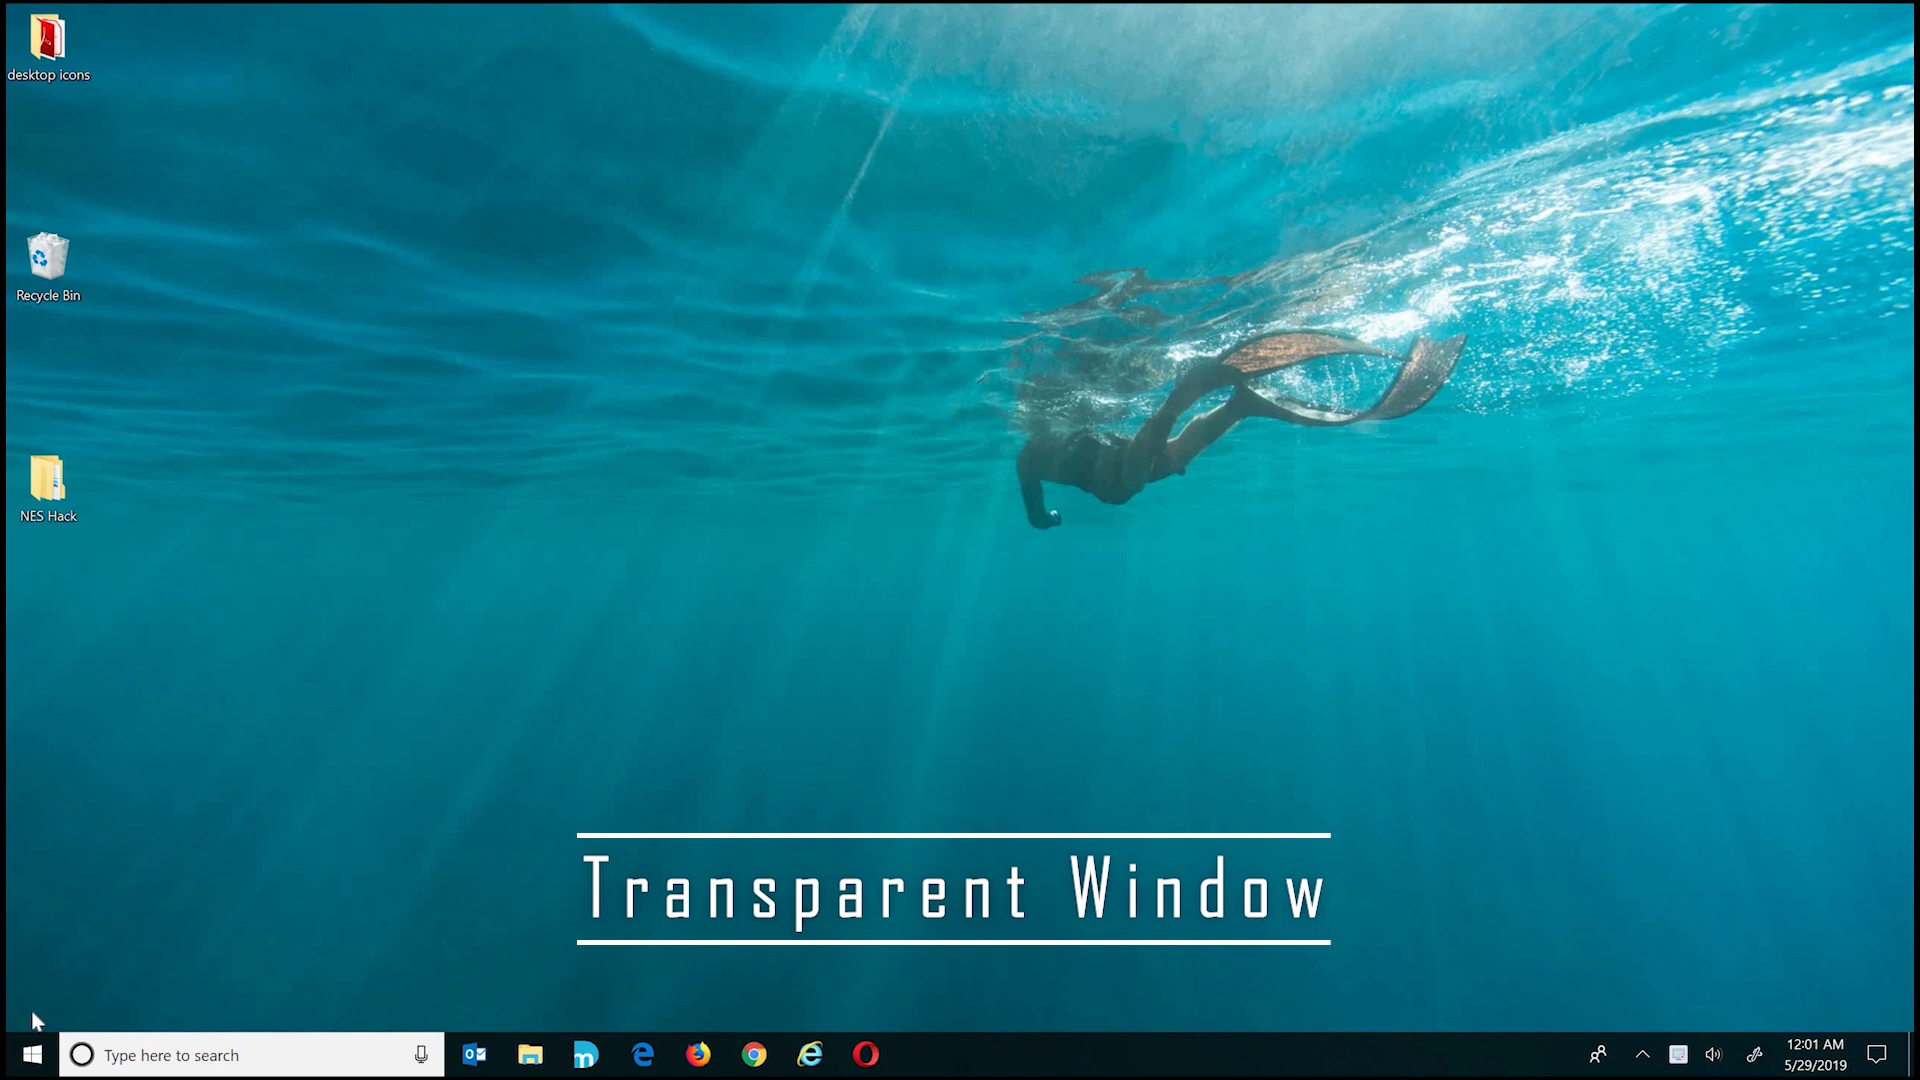 desktop icons
Recycle Bin
NES Hack
Transparent Window
Type here to search
12:01 AM
5/29/2019